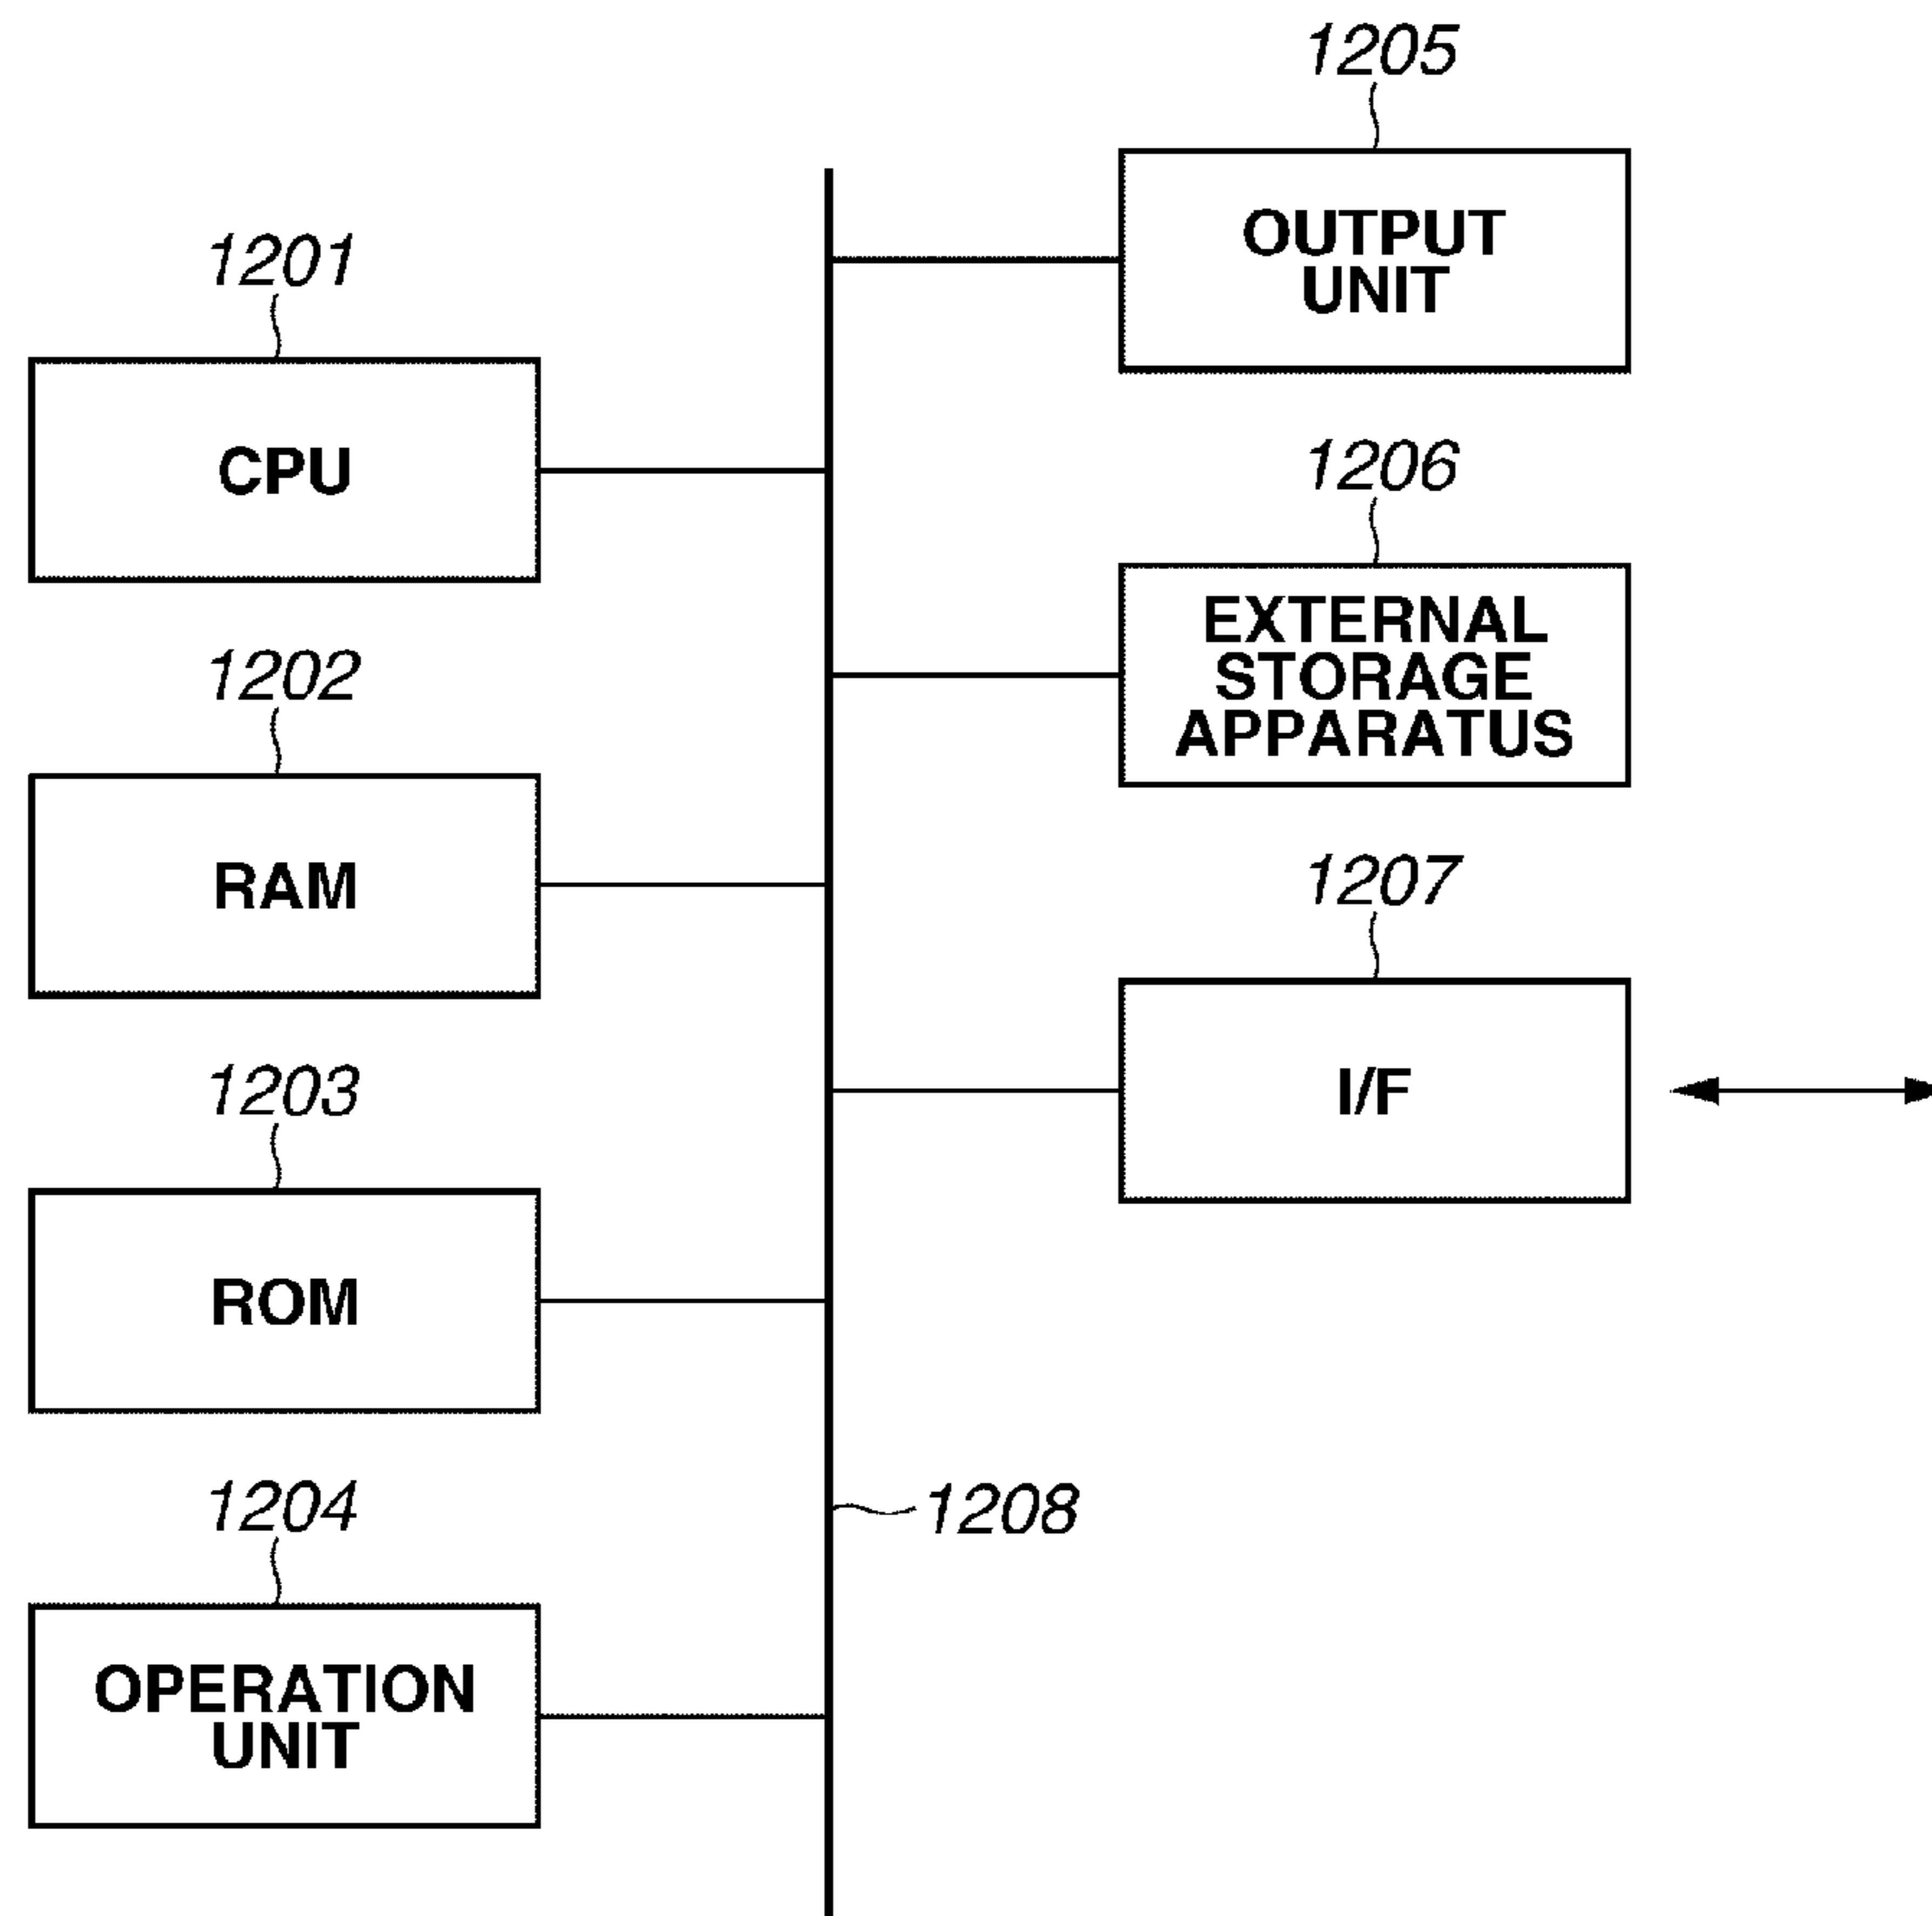 1201
CPU
1202
RAM
1203
ROM
1204
OPERATION
UNIT
1205
OUTPUT
UNIT
1206
EXTERNAL
STORAGE
APPARATUS
1207
I/F
1208